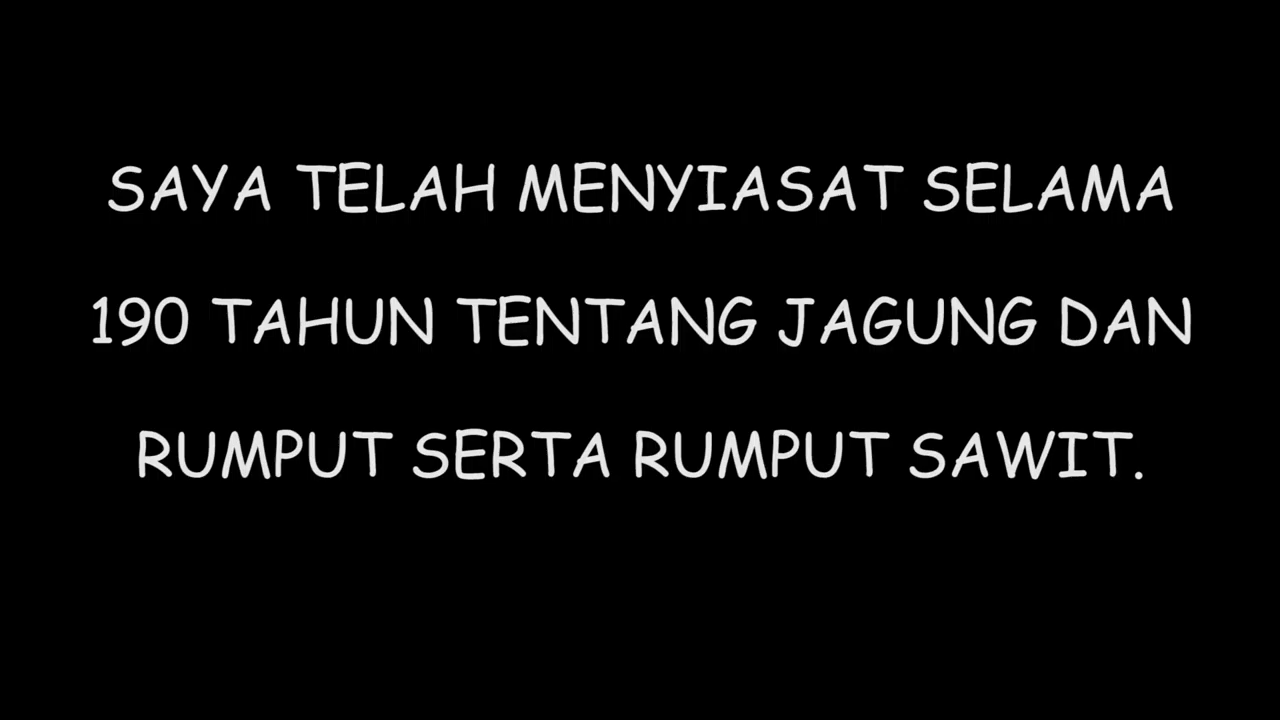 SAYA TELAH MENYIASAT SELAMA
190 TAHUN TENTANG JAGUNG DAN
RUMPUT SERTA RUMPUT SAWIT.